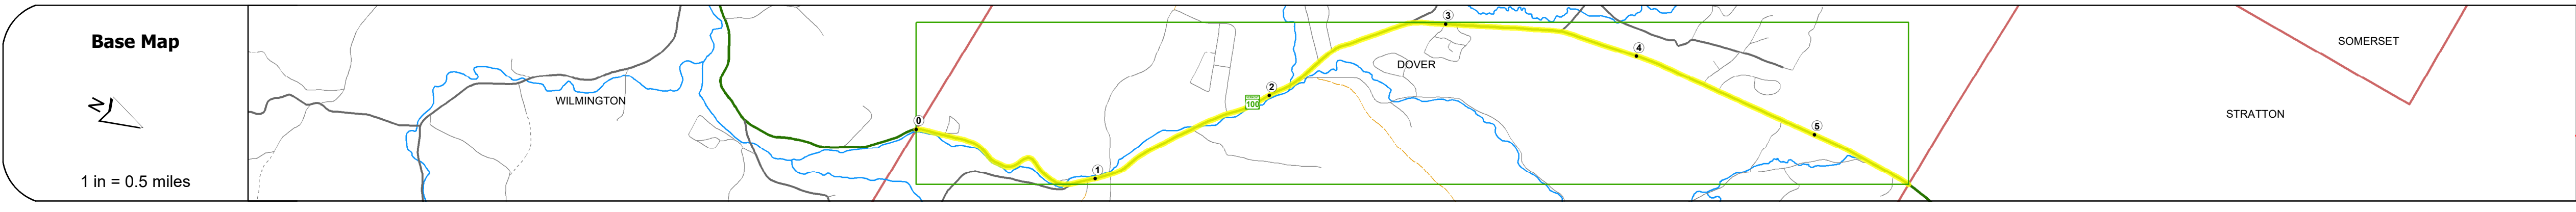 Base Map
N
1 in = 0.5 miles
WILMINGTON
0
1
100
2
DOVER
3
4
5
STRATTON
SOMERSET